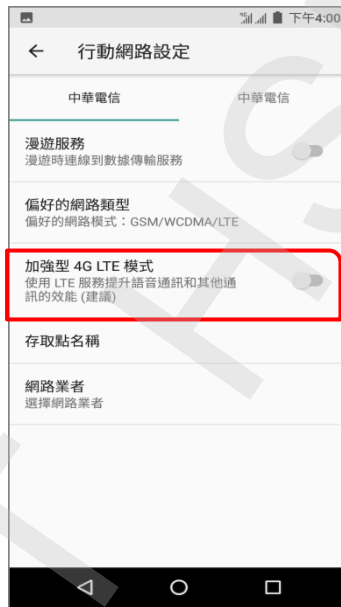 下午4:00
行動網路設定
中華電信
中華電信
漫遊服務
漫遊時連線到數據傳輸服務
偏好的網路類型
偏好的網路模式：GSM/WCDMA/LTE
加強型 4G LTE 模式
使用 LTE 服務提升語音通訊和其他通
訊的效能 (建議)
存取點名稱
網路業者
選擇網路業者